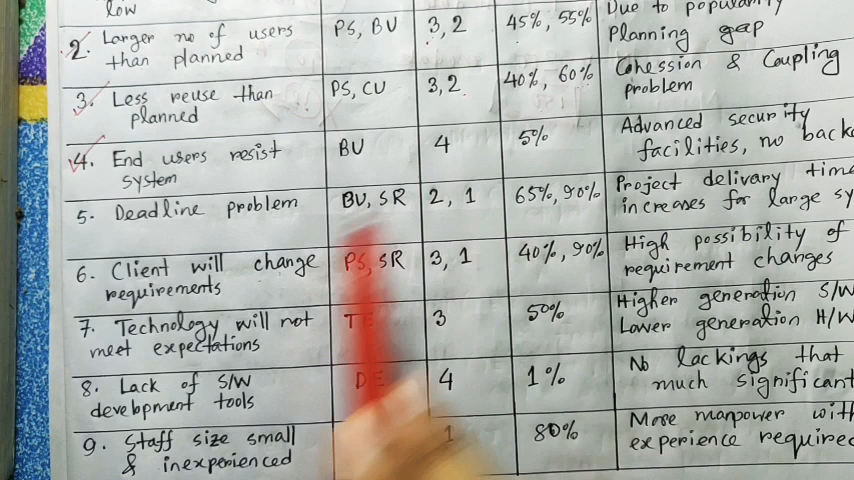 low
2. Larger no of users
than planned
PS, BU
3, 2
45%, 55%
Due to popularity
Planning gap
3. Less reuse than
planned
PS, CU
3, 2
40%, 60%
Cohession & Coupling
problem
4. End users resist
system
BU
4
5%
Advanced security
facilities, no back
5. Deadline problem
BU, SR
2, 1
65%, 90%
Project delivary time
increases for large sy
6. Client will change
requirements
PS, SR
3, 1
40%, 90%
High possibility of
requirement changes
7. Technology will not
meet expectations
3
50%
Higher generation S/W
Lower generation H/W
8. Lack of S/W
development tools
DE
4
1%
No lackings that
much significant
9. Staff size small
& inexperienced
1
80%
More manpower with
experience required